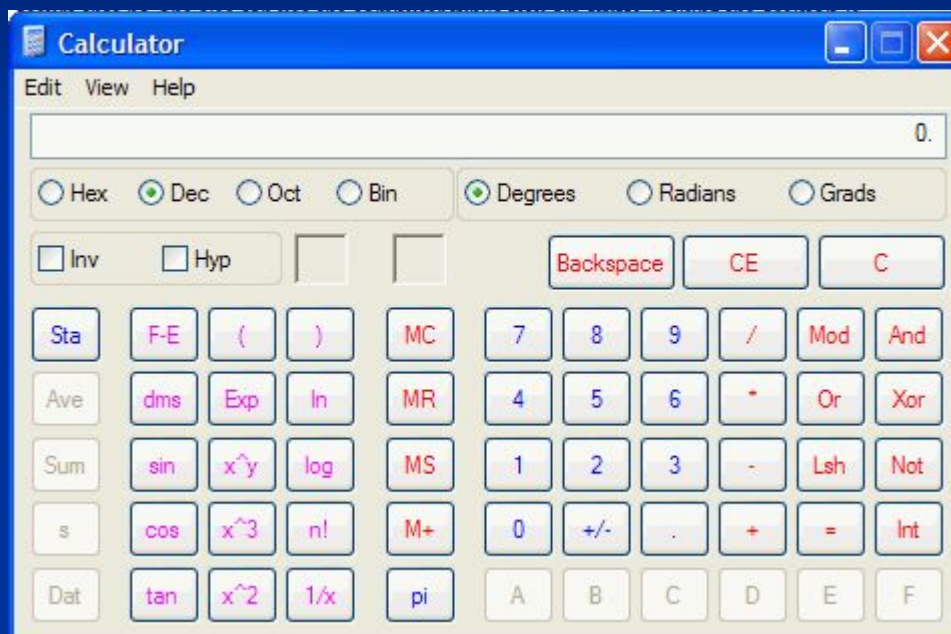 Calculator
Edit View Help
0.
Hex Dec Oct Bin Degrees Radians Grads
Inv Hyp Backspace CE C
Sta F-E ( ) MC 7 8 9 / Mod And
Ave dms Exp ln MR 4 5 6 * Or Xor
Sum sin x^y log MS 1 2 3 - Lsh Not
s cos x^3 n! M+ 0 +/- . + = Int
Dat tan x^2 1/x pi A B C D E F